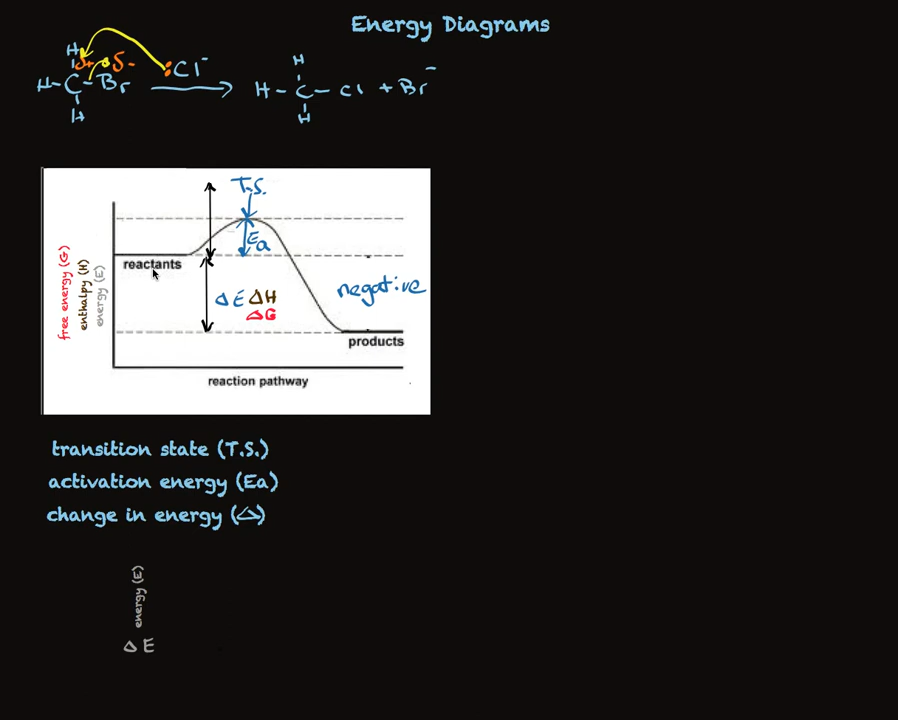 Energy Diagrams
H
δ+ δ-
H-C-Br :Cl⁻
H
H
H-C-Cl + Br⁻
H
T.S.
Ea
reactants
free energy (G)
enthalpy (H)
energy (E)
ΔE ΔH
ΔG
negative
products
reaction pathway
transition state (T.S.)
activation energy (Ea)
change in energy (Δ)
energy (E)
Δ E